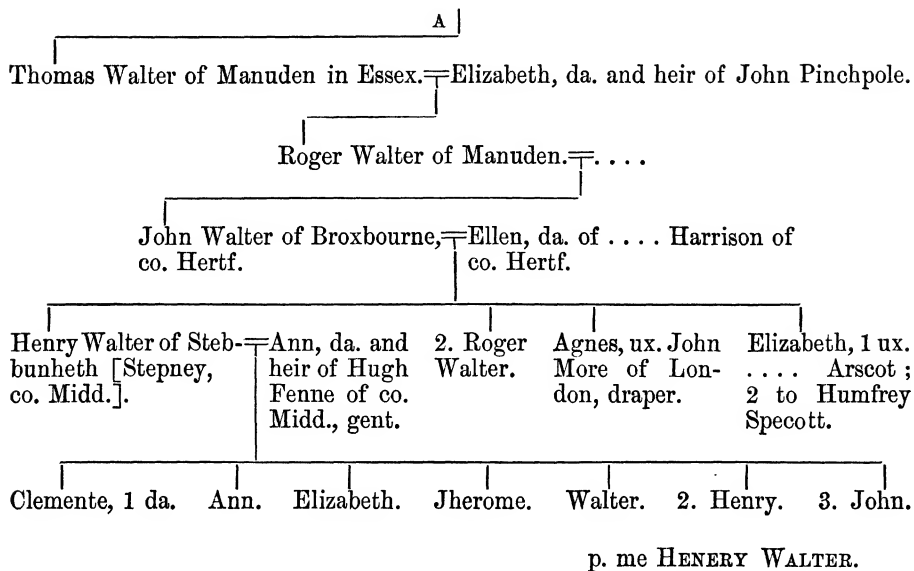 A
Thomas Walter of Manuden in Essex.=Elizabeth, da. and heir of John Pinchpole.
Roger Walter of Manuden.=. . . .
John Walter of Broxbourne,=Ellen, da. of . . . . Harrison of
co. Hertf. co. Hertf.
Henry Walter of Steb-
bunheth [Stepney,
co. Midd.].
=Ann, da. and
heir of Hugh
Fenne of co.
Midd., gent.
2. Roger
Walter.
Agnes, ux. John
More of Lon-
don, draper.
Elizabeth, 1 ux.
. . . . Arscot ;
2 to Humfrey
Specott.
Clemente, 1 da. Ann. Elizabeth. Jherome. Walter. 2. Henry. 3. John.
p. me HENERY WALTER.